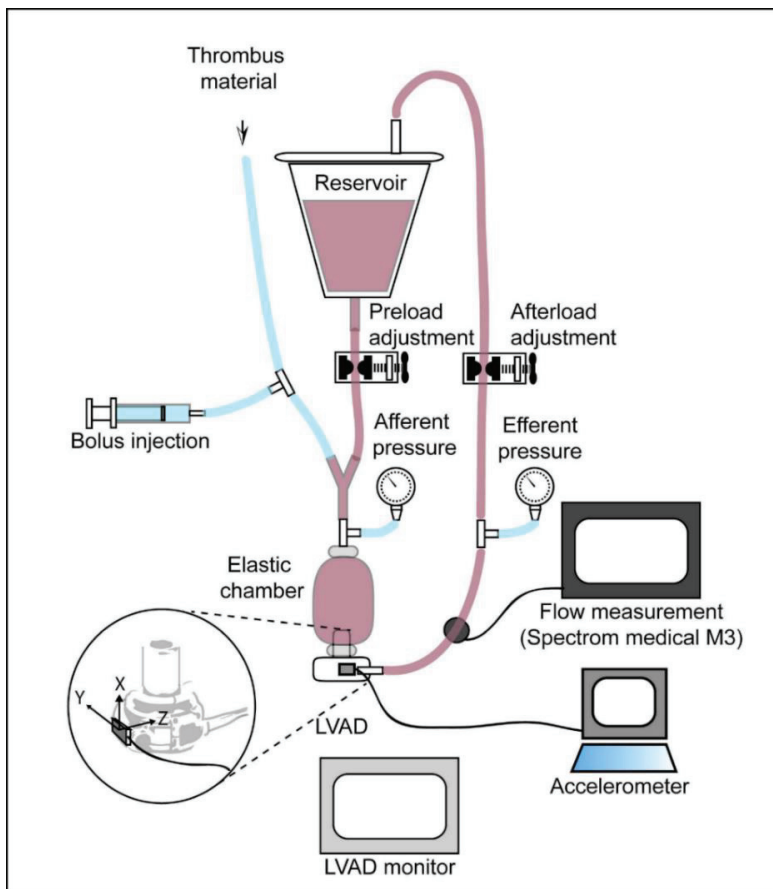 Thrombus
material
Reservoir
Preload
adjustment
Afterload
adjustment
Bolus injection
Afferent
pressure
Efferent
pressure
Elastic
chamber
Flow measurement
(Spectrom medical M3)
X
Y
Z
LVAD
Accelerometer
LVAD monitor